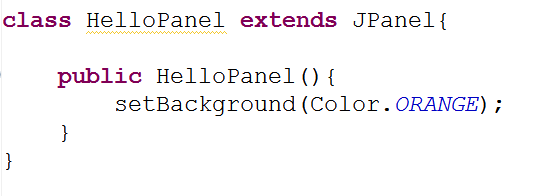 class HelloPanel extends JPanel{
public HelloPanel(){
setBackground(Color.ORANGE);
}
}